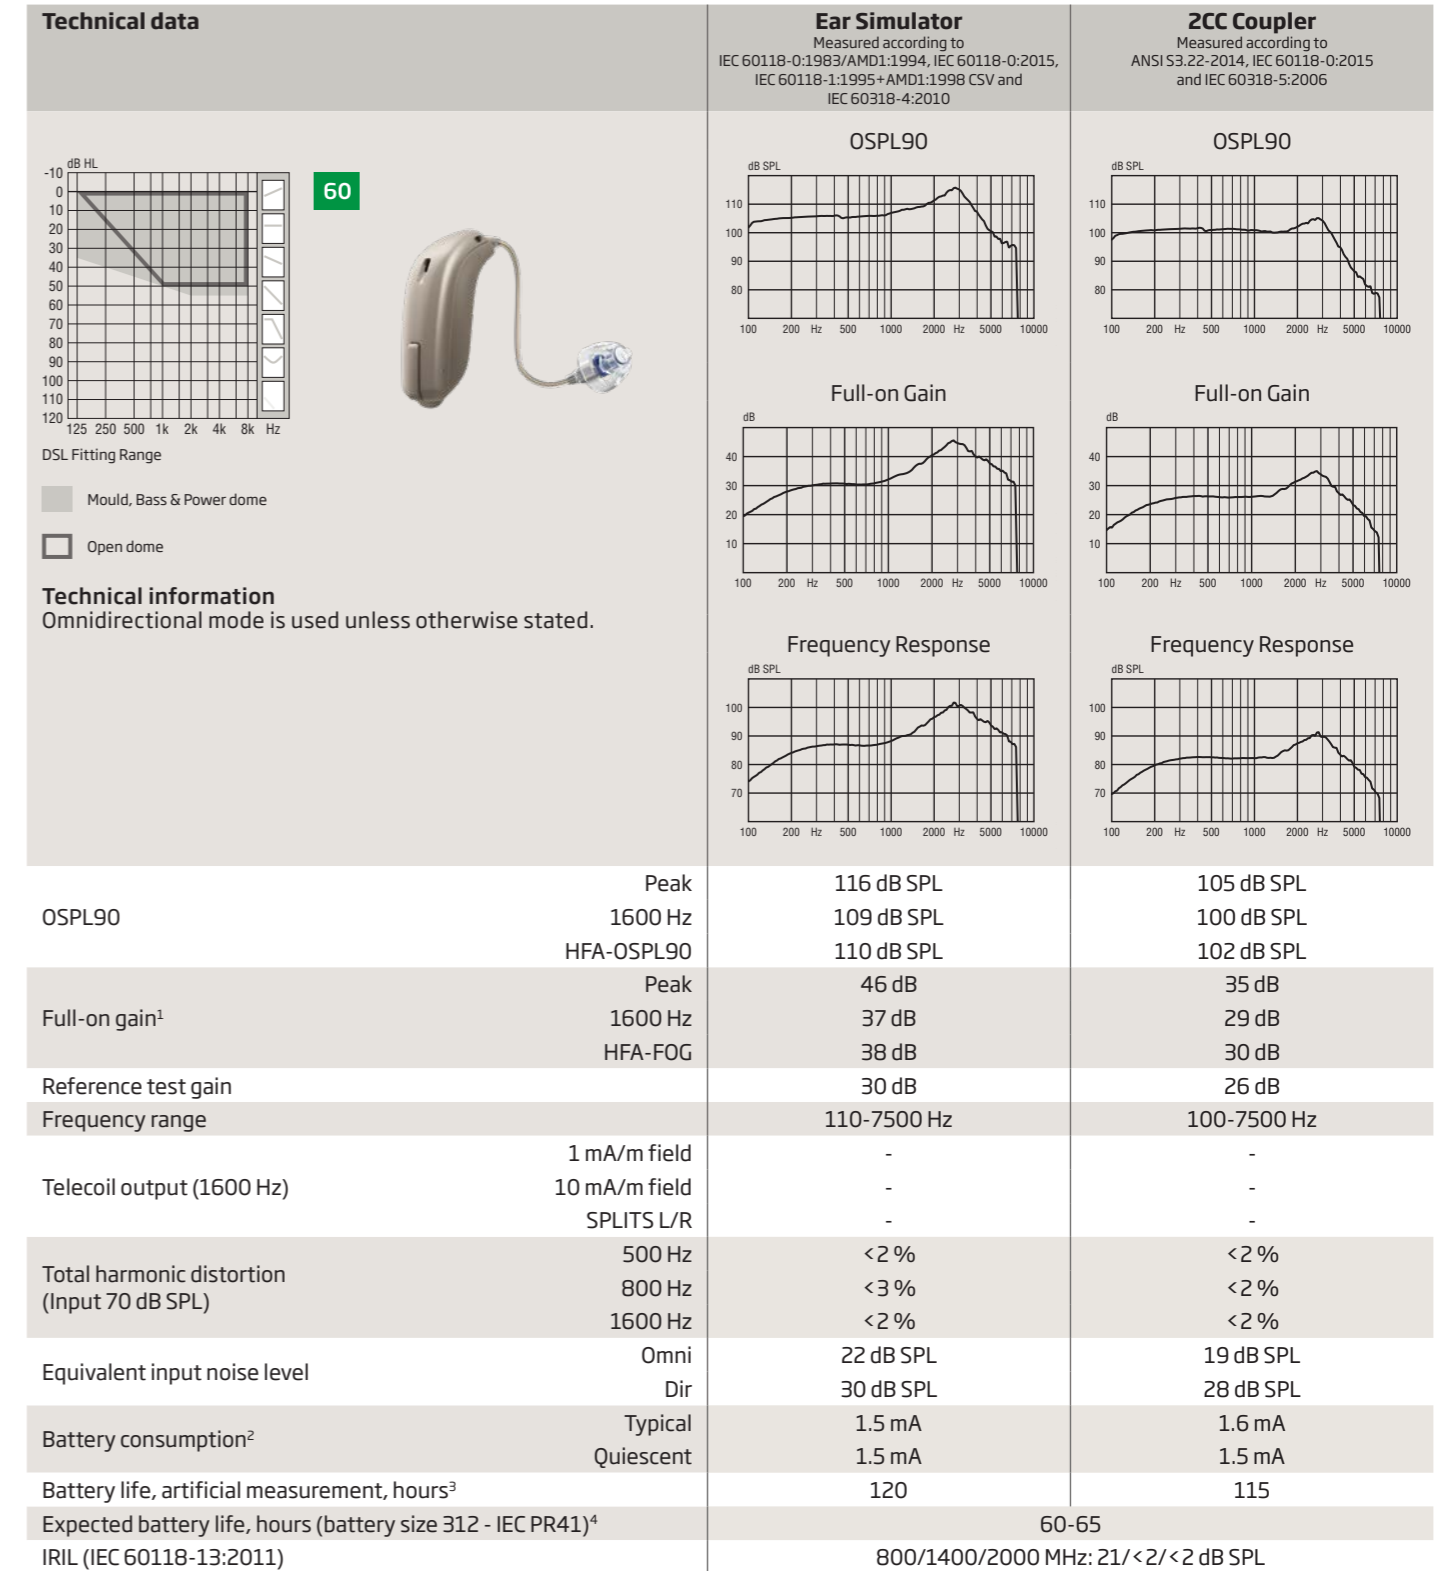 Technical data
Ear Simulator
Measured according to
IEC 60118-0:1983/AMD1:1994, IEC 60118-0:2015,
IEC 60118-1:1995+AMD1:1998 CSV and
IEC 60318-4:2010
2CC Coupler
Measured according to
ANSI S3.22-2014, IEC 60118-0:2015
and IEC 60318-5:2006
dB HL
-10
0
10
20
30
40
50
60
70
80
90
100
110
120
125 250 500 1k 2k 4k 8k Hz
60
DSL Fitting Range
Mould, Bass & Power dome
Open dome
Technical information
Omnidirectional mode is used unless otherwise stated.
OSPL90
dB SPL
110
100
90
80
100 200 Hz 500 1000 2000 Hz 5000 10000
OSPL90
dB SPL
110
100
90
80
100 200 Hz 500 1000 2000 Hz 5000 10000
Full-on Gain
dB
40
30
20
10
100 200 Hz 500 1000 2000 Hz 5000 10000
Full-on Gain
dB
40
30
20
10
100 200 Hz 500 1000 2000 Hz 5000 10000
Frequency Response
dB SPL
100
90
80
70
100 200 Hz 500 1000 2000 Hz 5000 10000
Frequency Response
dB SPL
100
90
80
70
100 200 Hz 500 1000 2000 Hz 5000 10000
OSPL90
Peak 116 dB SPL 105 dB SPL
1600 Hz 109 dB SPL 100 dB SPL
HFA-OSPL90 110 dB SPL 102 dB SPL
Full-on gain¹
Peak 46 dB 35 dB
1600 Hz 37 dB 29 dB
HFA-FOG 38 dB 30 dB
Reference test gain 30 dB 26 dB
Frequency range 110-7500 Hz 100-7500 Hz
Telecoil output (1600 Hz)
1 mA/m field - -
10 mA/m field - -
SPLITS L/R - -
Total harmonic distortion
(Input 70 dB SPL)
500 Hz <2 % <2 %
800 Hz <3 % <2 %
1600 Hz <2 % <2 %
Equivalent input noise level
Omni 22 dB SPL 19 dB SPL
Dir 30 dB SPL 28 dB SPL
Battery consumption²
Typical 1.5 mA 1.6 mA
Quiescent 1.5 mA 1.5 mA
Battery life, artificial measurement, hours³ 120 115
Expected battery life, hours (battery size 312 - IEC PR41)⁴ 60-65
IRIL (IEC 60118-13:2011) 800/1400/2000 MHz: 21/<2/<2 dB SPL